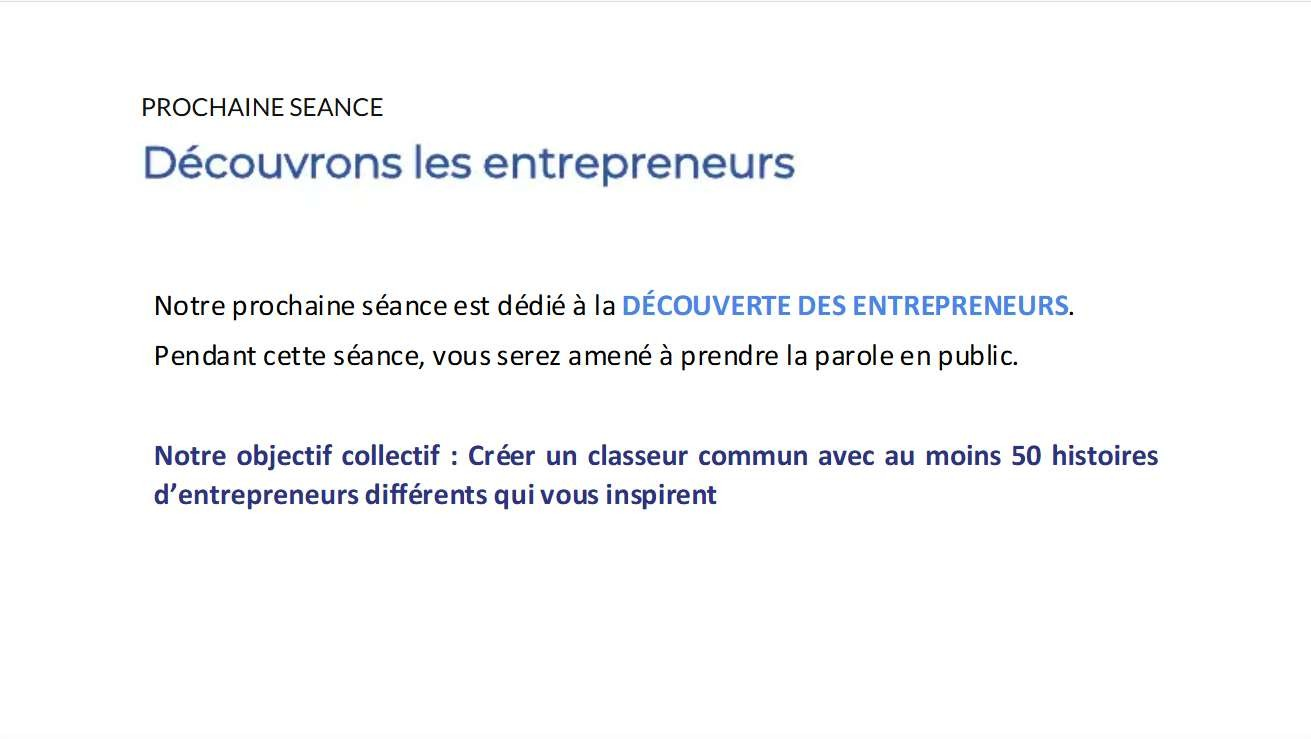 PROCHAINE SEANCE
Découvrons les entrepreneurs
Notre prochaine séance est dédié à la DÉCOUVERTE DES ENTREPRENEURS.
Pendant cette séance, vous serez amené à prendre la parole en public.
Notre objectif collectif : Créer un classeur commun avec au moins 50 histoires
d’entrepreneurs différents qui vous inspirent